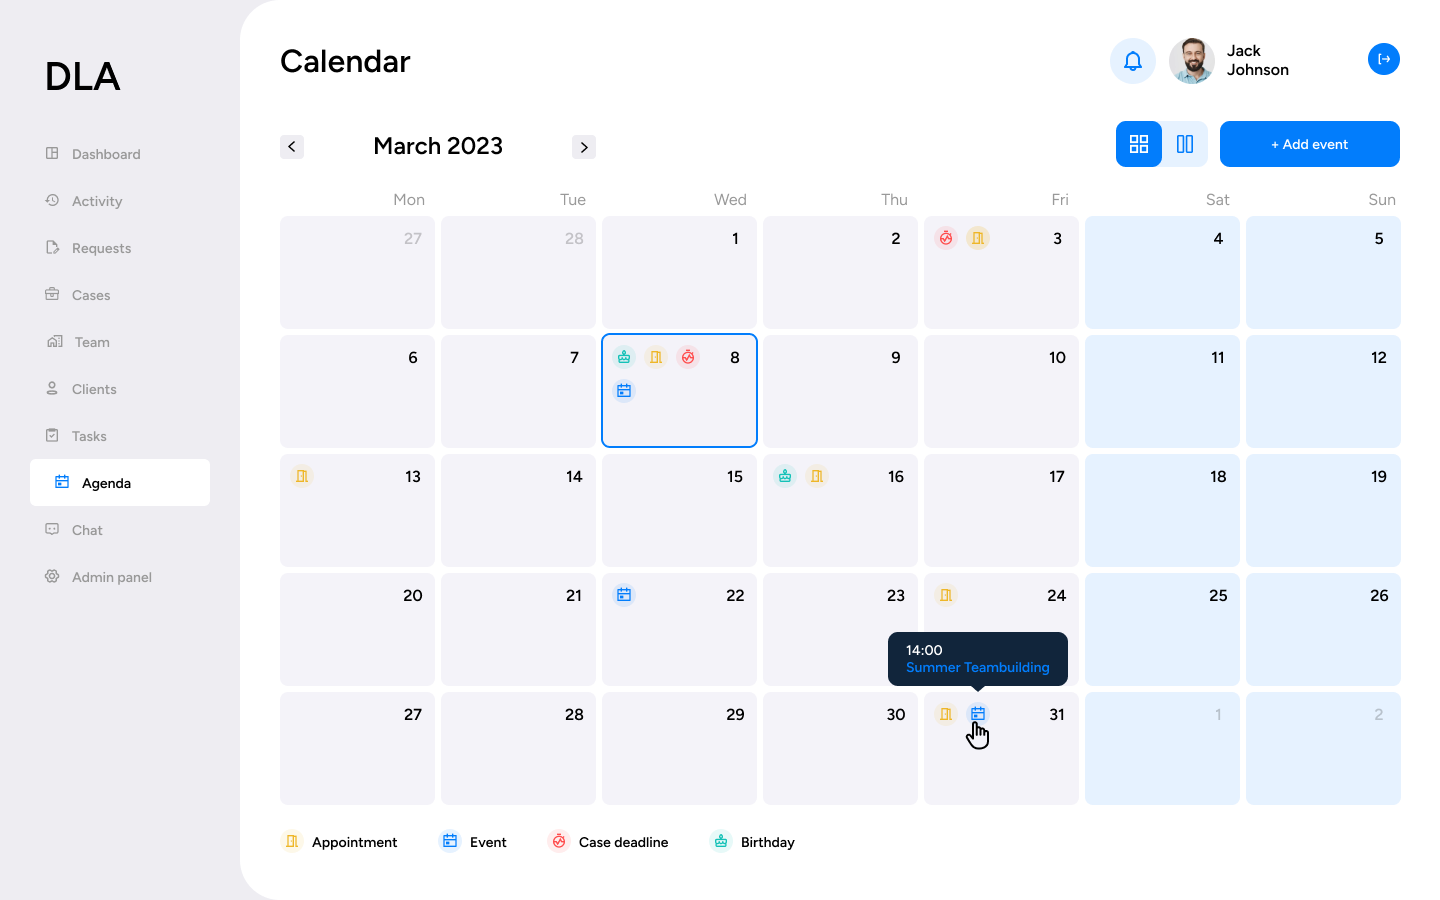 DLA
Dashboard
Activity
Requests
Cases
Team
Clients
Tasks
Agenda
Chat
Admin panel
Calendar
Jack
Johnson
March 2023
+ Add event
Mon Tue Wed Thu Fri Sat Sun
27 28 1 2 3 4 5
6 7 8 9 10 11 12
13 14 15 16 17 18 19
20 21 22 23 24 25 26
14:00
Summer Teambuilding
27 28 29 30 31 1 2
Appointment Event Case deadline Birthday